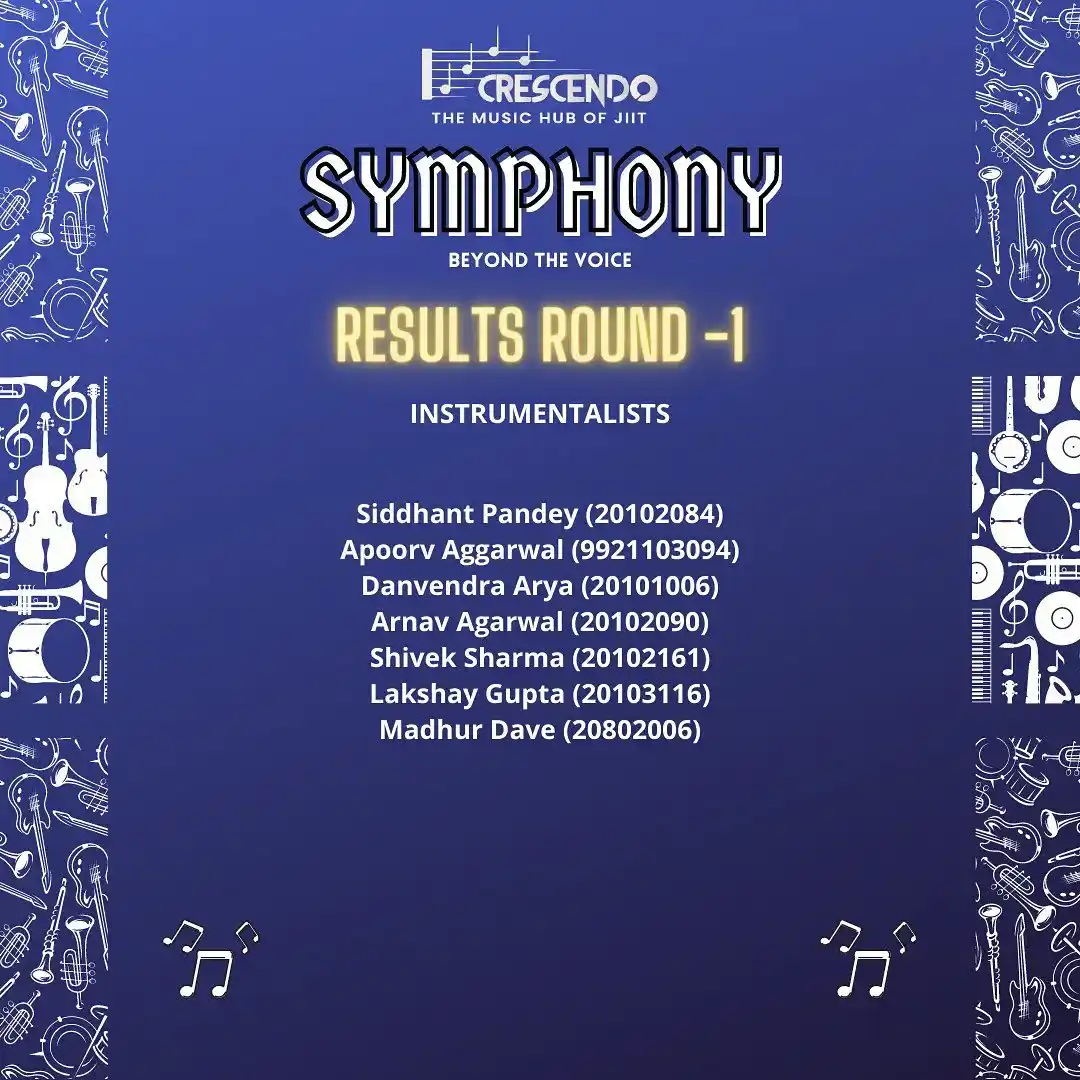 CRESCENDO
THE MUSIC HUB OF JIIT
SYMPHONY
BEYOND THE VOICE
RESULTS ROUND -1
INSTRUMENTALISTS
Siddhant Pandey (20102084)
Apoorv Aggarwal (9921103094)
Danvendra Arya (20101006)
Arnav Agarwal (20102090)
Shivek Sharma (20102161)
Lakshay Gupta (20103116)
Madhur Dave (20802006)